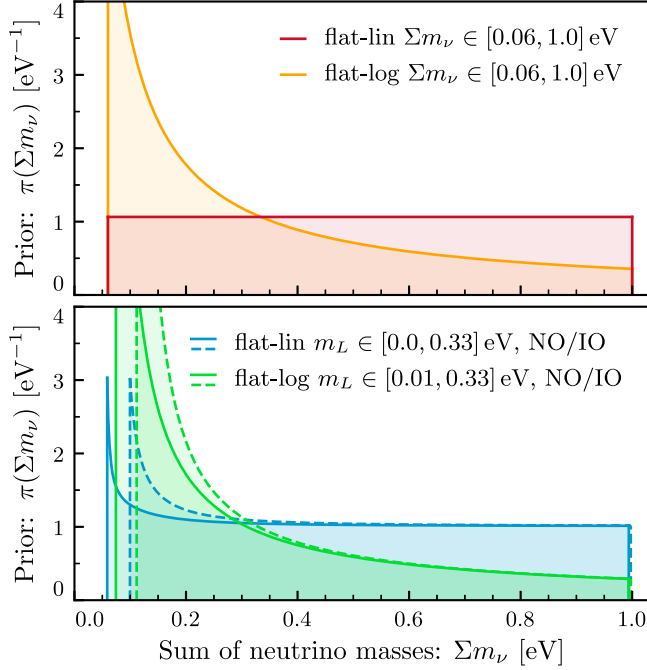 4
3
2
1
0
Prior: π(Σm_ν) [eV⁻¹]
flat-lin Σm_ν ∈ [0.06, 1.0] eV
flat-log Σm_ν ∈ [0.06, 1.0] eV
4
3
2
1
0
Prior: π(Σm_ν) [eV⁻¹]
flat-lin m_L ∈ [0.0, 0.33] eV, NO/IO
flat-log m_L ∈ [0.01, 0.33] eV, NO/IO
0.0 0.2 0.4 0.6 0.8 1.0
Sum of neutrino masses: Σm_ν [eV]